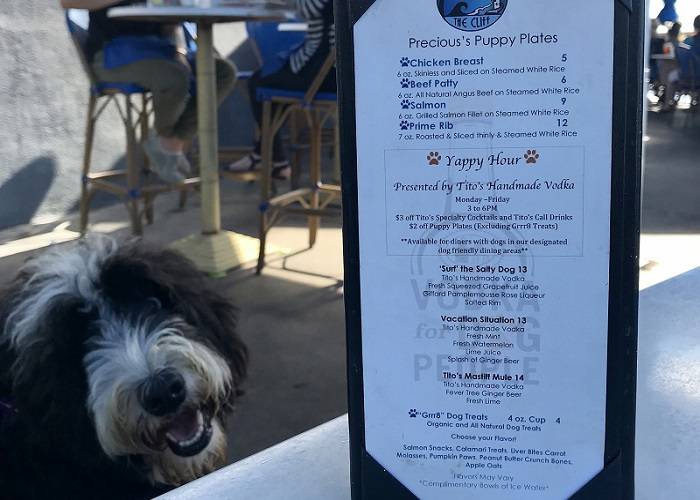 THE CLIFF
Precious's Puppy Plates
Chicken Breast 5
6 oz. Skinless and Sliced on Steamed White Rice
Beef Patty 6
6 oz. All Natural Angus Beef on Steamed White Rice
Salmon 9
6 oz. Grilled Salmon Fillet on Steamed White Rice
Prime Rib 12
7 oz. Roasted & Sliced thinly & Steamed White Rice
Yappy Hour
Presented by Tito's Handmade Vodka
Monday -Friday
3 to 6PM
$3 off Tito's Specialty Cocktails and Tito's Call Drinks
$2 off Puppy Plates (Excluding Grrr8 Treats)
**Available for diners with dogs in our designated
dog friendly dining areas**
'Surf' the Salty Dog 13
Tito's Handmade Vodka
Fresh Squeezed Grapefruit Juice
Giffard Pamplemousse Rose Liqueur
Salted Rim
Vacation Situation 13
Tito's Handmade Vodka
Fresh Mint
Fresh Watermelon
Lime Juice
Splash of Ginger Beer
Tito's Mastiff Mule 14
Tito's Handmade Vodka
Fever Tree Ginger Beer
Fresh Lime
VODKA
for DOG
PEOPLE
"Grr8" Dog Treats 4 oz. Cup 4
Organic and All Natural Dog Treats
Choose your Flavor!
Salmon Snacks, Calamari Treats, Liver Bites Carrot
Molasses, Pumpkin Paws, Peanut Butter Crunch Bones,
Apple Oats
Flavors May Vary
*Complimentary Bowls of Ice Water*